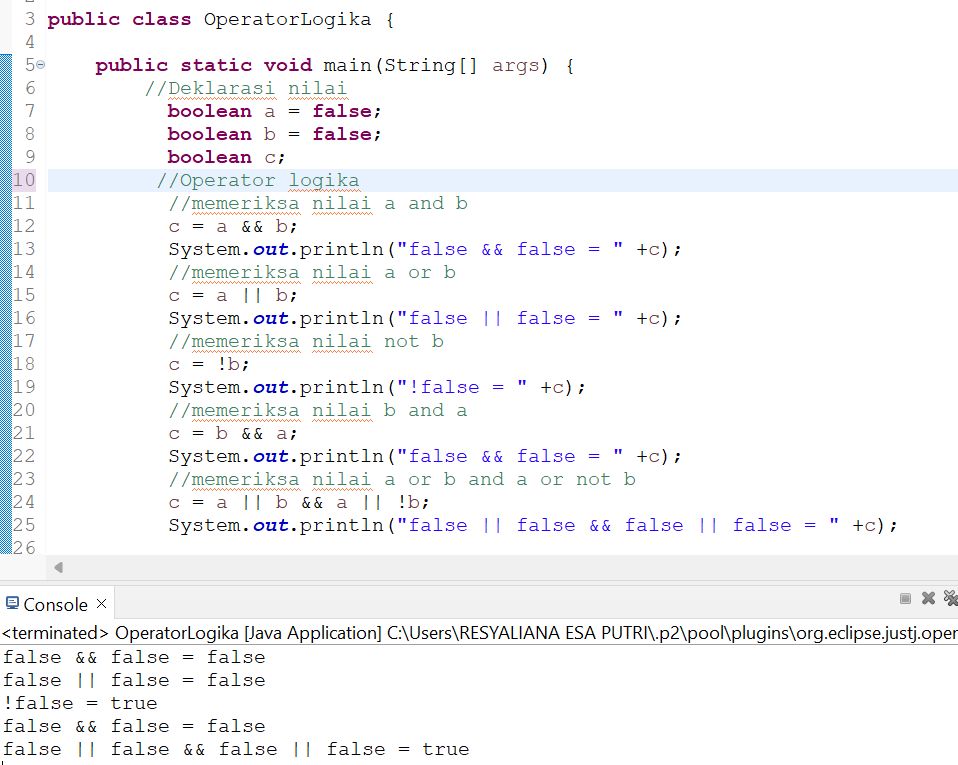 3 public class OperatorLogika {
4
5 public static void main(String[] args) {
6 //Deklarasi nilai
7 boolean a = false;
8 boolean b = false;
9 boolean c;
10 //Operator logika
11 //memeriksa nilai a and b
12 c = a && b;
13 System.out.println("false && false = " +c);
14 //memeriksa nilai a or b
15 c = a || b;
16 System.out.println("false || false = " +c);
17 //memeriksa nilai not b
18 c = !b;
19 System.out.println("!false = " +c);
20 //memeriksa nilai b and a
21 c = b && a;
22 System.out.println("false && false = " +c);
23 //memeriksa nilai a or b and a or not b
24 c = a || b && a || !b;
25 System.out.println("false || false && false || false = " +c);
26
Console
<terminated> OperatorLogika [Java Application] C:\Users\RESYALIANA ESA PUTRI\.p2\pool\plugins\org.eclipse.justj.oper
false && false = false
false || false = false
!false = true
false && false = false
false || false && false || false = true